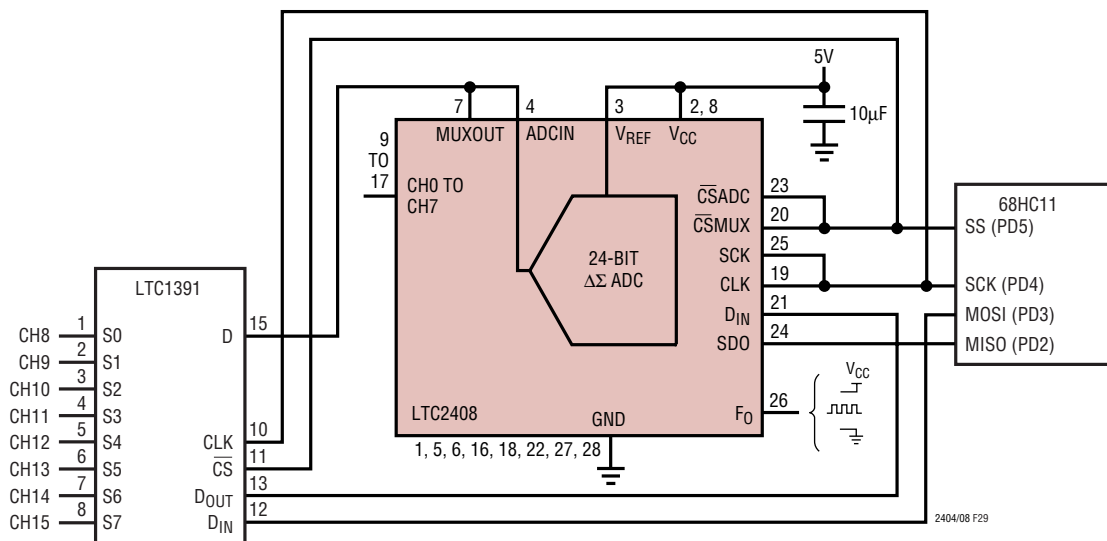 5V
7
4
3
2, 8
10µF
MUXOUT
ADCIN
VREF
VCC
9
TO
17
CH0 TO
CH7
23
CSADC
20
CSMUX
25
SCK
19
CLK
21
DIN
24
SDO
26
FO
24-BIT
ΔΣ ADC
68HC11
SS (PD5)
SCK (PD4)
MOSI (PD3)
MISO (PD2)
VCC
LTC2408
GND
1, 5, 6, 16, 18, 22, 27, 28
LTC1391
CH8 1 S0
CH9 2 S1
CH10 3 S2
CH11 4 S3
CH12 5 S4
CH13 6 S5
CH14 7 S6
CH15 8 S7
D 15
CLK 10
CS 11
DOUT 13
DIN 12
2404/08 F29